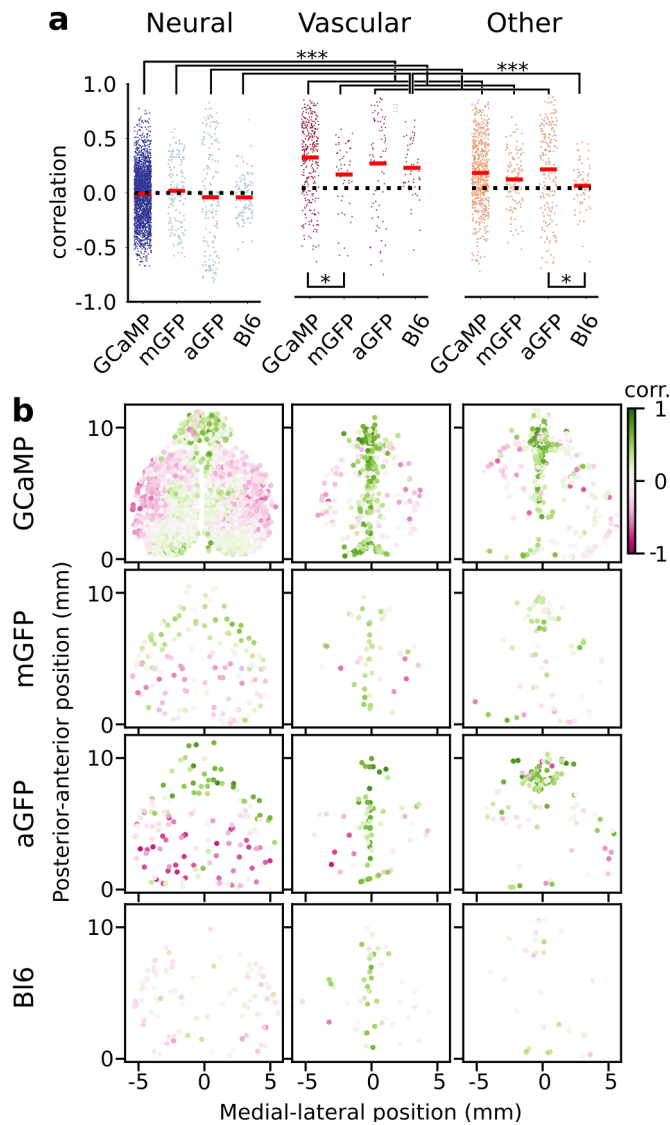 a
Neural Vascular Other
*** ***
1.0
0.5
0.0
-0.5
-1.0
correlation
* *
GCaMP mGFP aGFP Bl6 GCaMP mGFP aGFP Bl6 GCaMP mGFP aGFP Bl6
b
corr.
1
0
-1
GCaMP
10
0
mGFP
10
0
aGFP
10
0
Bl6
10
0
Posterior-anterior position (mm)
-5 0 5 -5 0 5 -5 0 5
Medial-lateral position (mm)